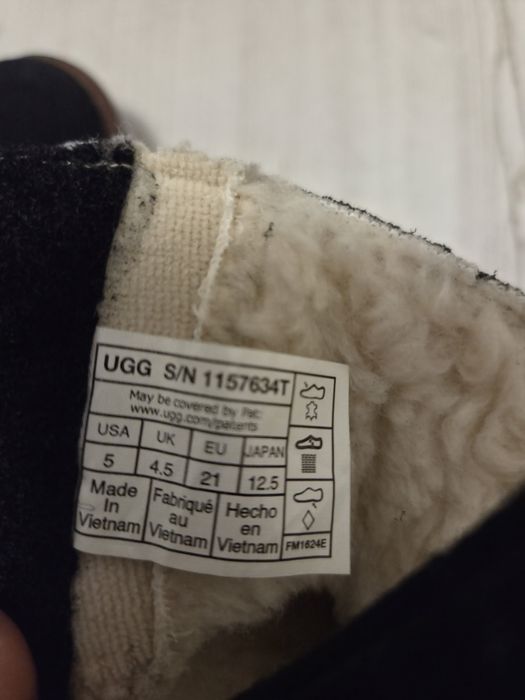 UGG S/N 1157634T
May be covered by Pat:
www.ugg.com/patents
USA UK EU JAPAN
5 4.5 21 12.5
Made In Vietnam
Fabriqué au Vietnam
Hecho en Vietnam
FM1624E